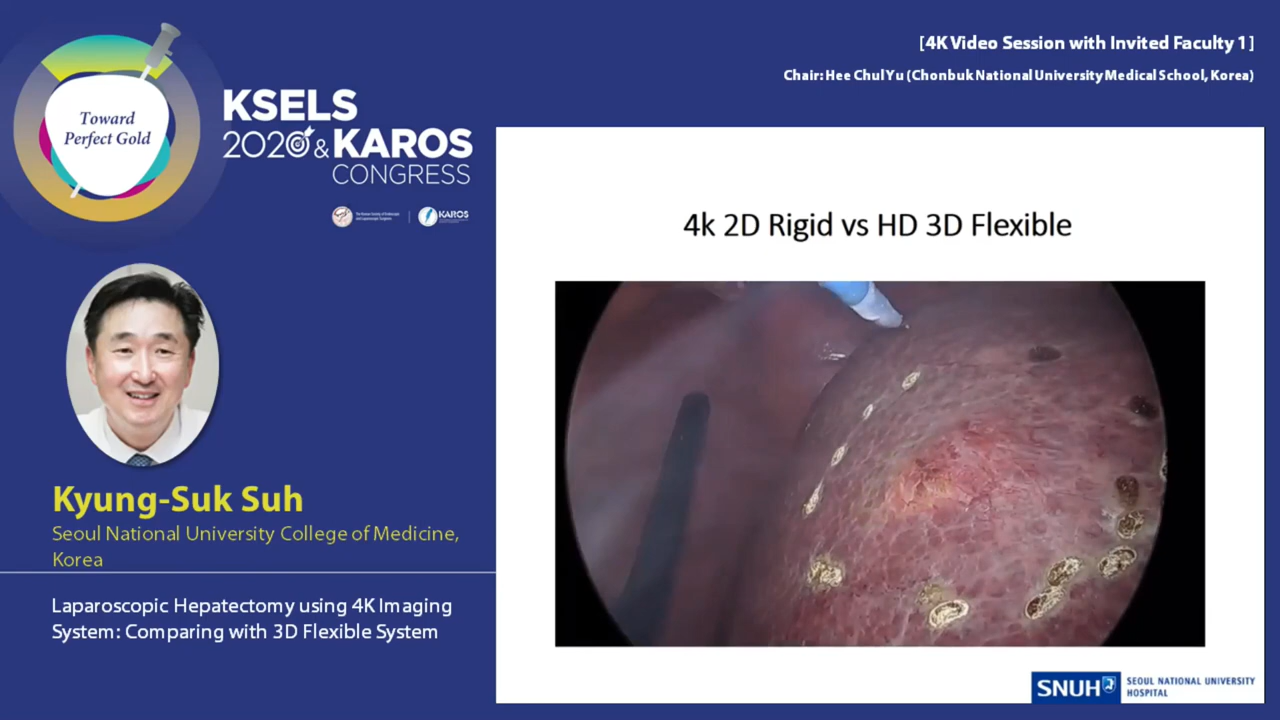 [4K Video Session with Invited Faculty 1]
Chair: Hee Chul Yu (Chonbuk National University Medical School, Korea)
Toward
Perfect Gold
KSELS
2020 & KAROS
CONGRESS
The Korean Society of Endoscopic
and Laparoscopic Surgeons
KAROS
4k 2D Rigid vs HD 3D Flexible
Kyung-Suk Suh
Seoul National University College of Medicine,
Korea
Laparoscopic Hepatectomy using 4K Imaging
System: Comparing with 3D Flexible System
SNUH
SEOUL NATIONAL UNIVERSITY
HOSPITAL